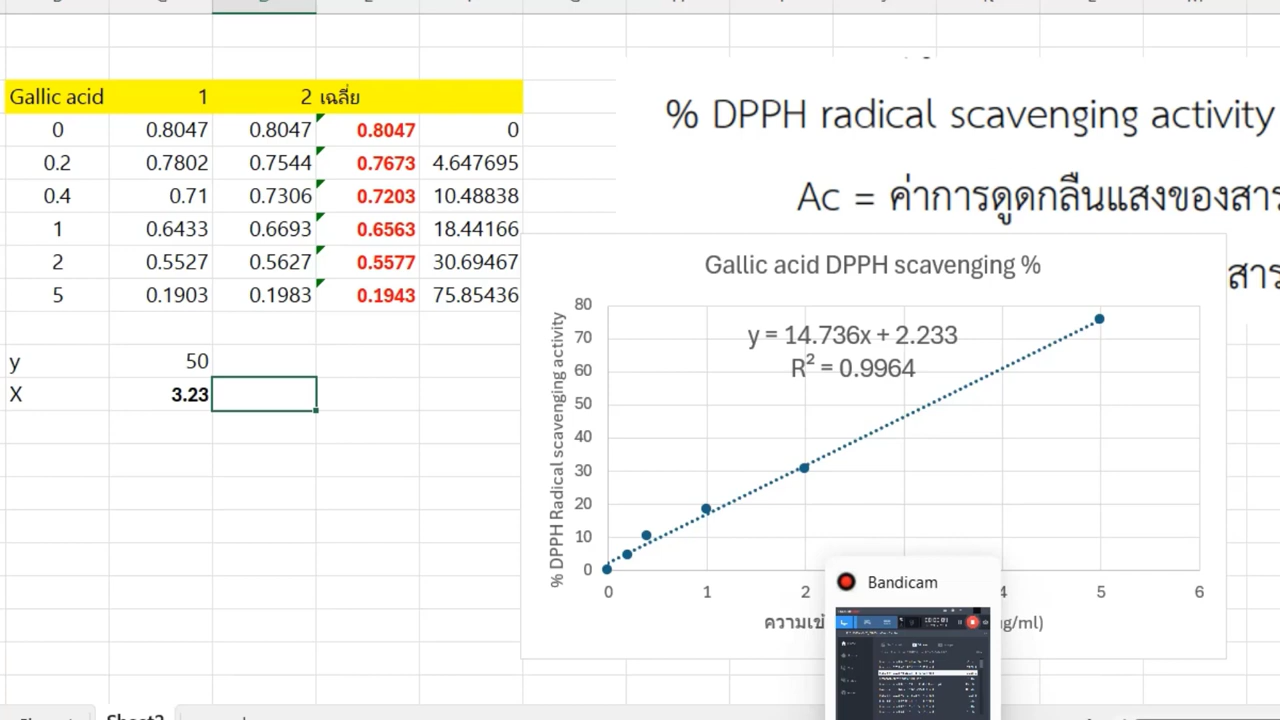 Gallic acid 1 2 เฉลี่ย
0 0.8047 0.8047 0.8047 0
0.2 0.7802 0.7544 0.7673 4.647695
0.4 0.71 0.7306 0.7203 10.48838
1 0.6433 0.6693 0.6563 18.44166
2 0.5527 0.5627 0.5577 30.69467
5 0.1903 0.1983 0.1943 75.85436
y 50
X 3.23
% DPPH radical scavenging activity
Ac = ค่าการดูดกลืนแสงของสาร
สาร
Gallic acid DPPH scavenging %
y = 14.736x + 2.233
R² = 0.9964
% DPPH Radical scavenging activity
80
70
60
50
40
30
20
10
0
0 1 2 4 5 6
g/ml)
Bandicam